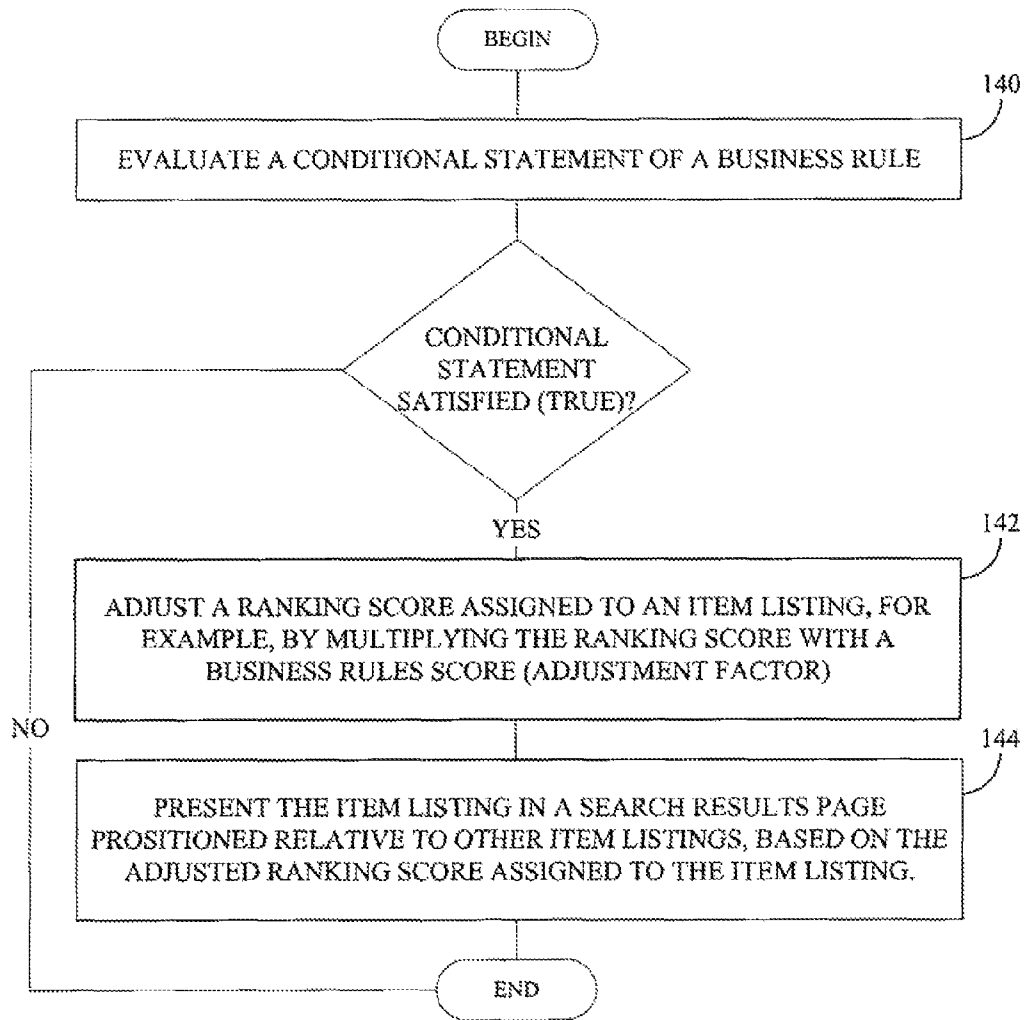 BEGIN
140
EVALUATE A CONDITIONAL STATEMENT OF A BUSINESS RULE
CONDITIONAL
STATEMENT
SATISFIED (TRUE)?
YES
142
ADJUST A RANKING SCORE ASSIGNED TO AN ITEM LISTING, FOR
EXAMPLE, BY MULTIPLYING THE RANKING SCORE WITH A
BUSINESS RULES SCORE (ADJUSTMENT FACTOR)
NO
144
PRESENT THE ITEM LISTING IN A SEARCH RESULTS PAGE
PROSITIONED RELATIVE TO OTHER ITEM LISTINGS, BASED ON THE
ADJUSTED RANKING SCORE ASSIGNED TO THE ITEM LISTING.
END